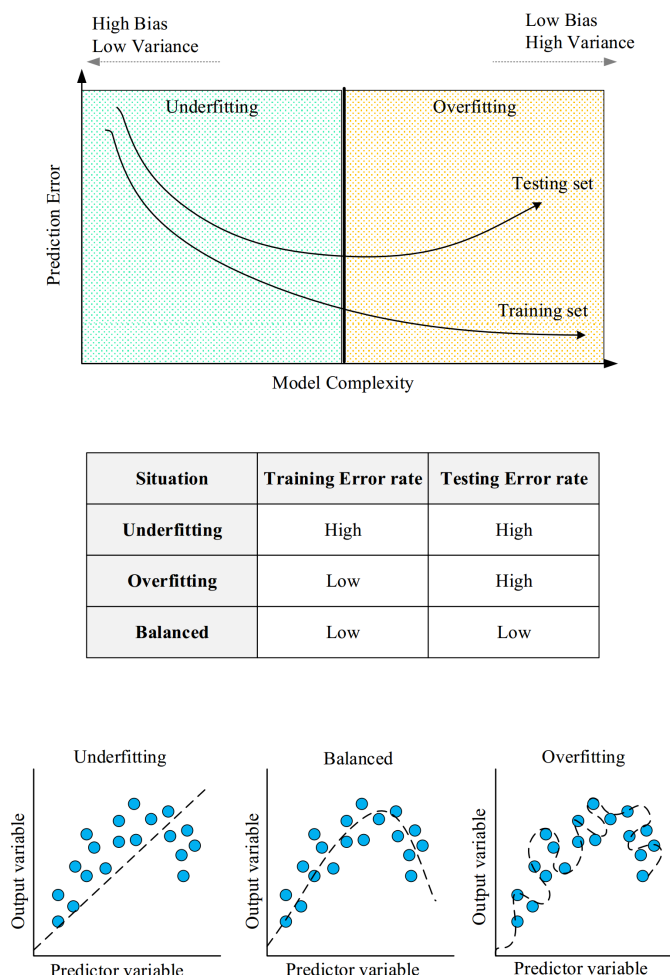 High Bias
Low Variance
Low Bias
High Variance
Underfitting
Overfitting
Testing set
Training set
Prediction Error
Model Complexity
Situation Training Error rate Testing Error rate
Underfitting High High
Overfitting Low High
Balanced Low Low
Underfitting
Balanced
Overfitting
Output variable
Output variable
Output variable
Predictor variable
Predictor variable
Predictor variable